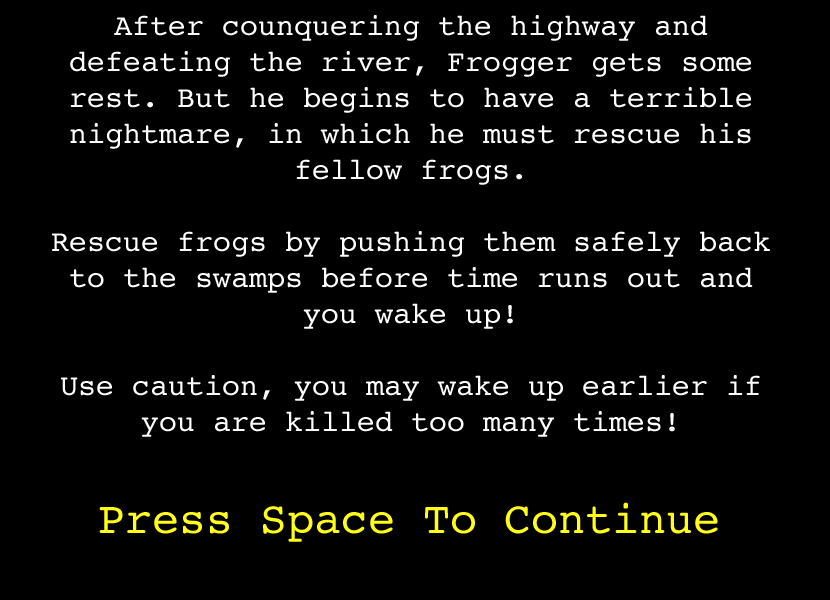 After counquering the highway and
defeating the river, Frogger gets some
rest. But he begins to have a terrible
nightmare, in which he must rescue his
fellow frogs.
Rescue frogs by pushing them safely back
to the swamps before time runs out and
you wake up!
Use caution, you may wake up earlier if
you are killed too many times!
Press Space To Continue